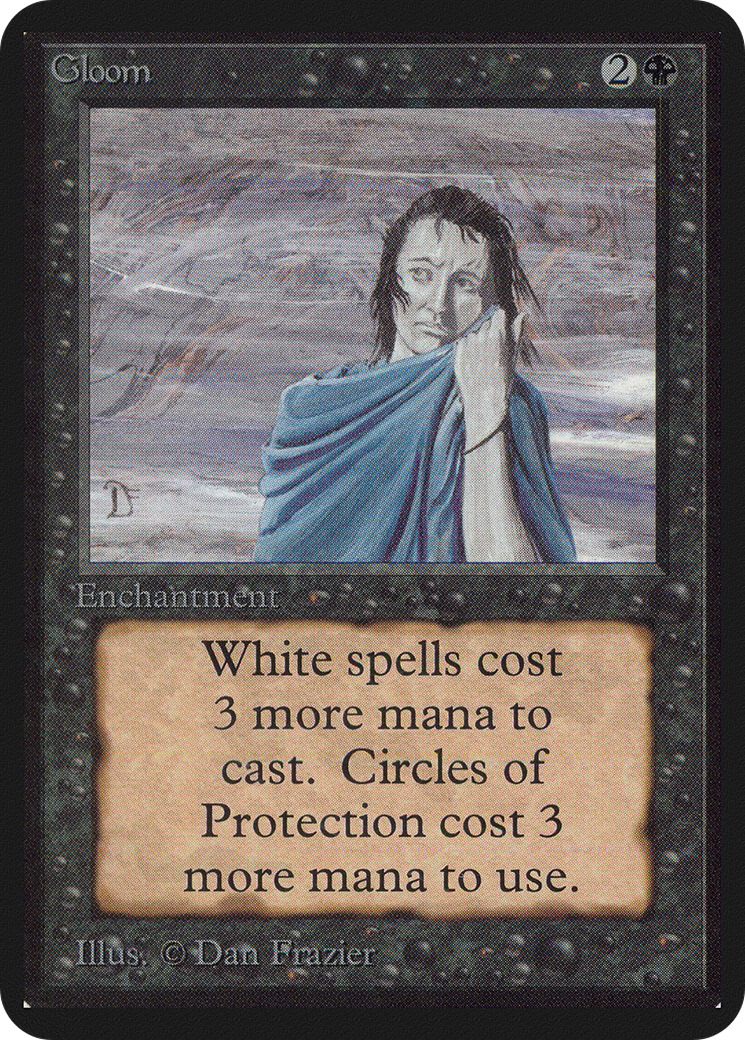 Gloom 2
DF
Enchantment
White spells cost
3 more mana to
cast. Circles of
Protection cost 3
more mana to use.
Illus. © Dan Frazier